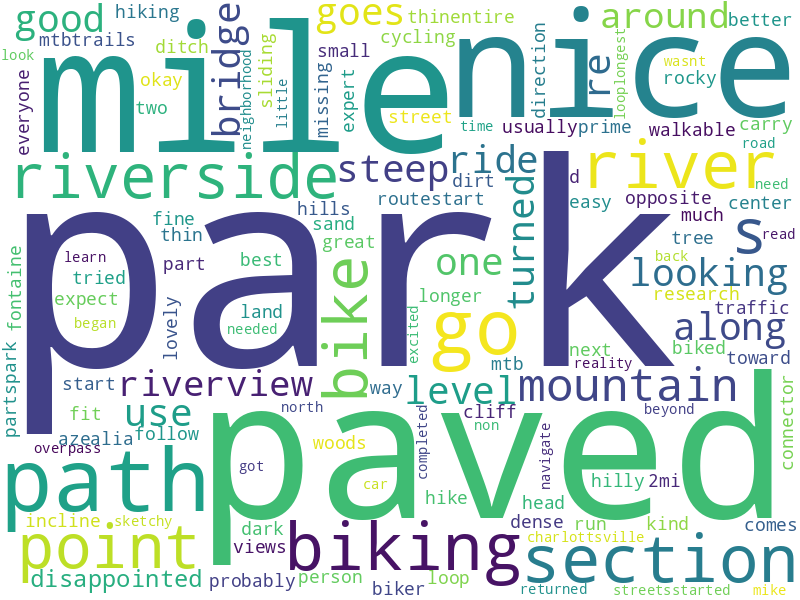 hiking
good
mtbtrails
ditch
look
everyone
okay
two
mile
bridge
neighborhood
sliding
little
goes
small
missing
expert
thinentire
cycling
street
time
nice
direction
usually
re
prime
looplongest
around
better
wasnt
rocky
walkable
carry
road
need
riverside
steep
ride
dirt
routestart
river
d
easy
opposite
much
center
tree
read
s
park
fine
thin
hills
sand
great
turned
one
looking
back
research
traffic
along
biked
toward
learn
tried
expect
began
part
best
lovely
land
needed
bike
longer
excited
go
next
mtb
reality
fontaine
partspark
start
riverview
way
level
mountain
fit
use
azealia
follow
overpass
north
cliff
non
completed
beyond
navigate
connector
path
paved
got
woods
car
hike
hilly
2mi
head
point
incline
sketchy
dark
views
biking
dense
run
kind
comes
charlottsville
section
disappointed
probably
person
biker
loop
returned
streetsstarted
mike